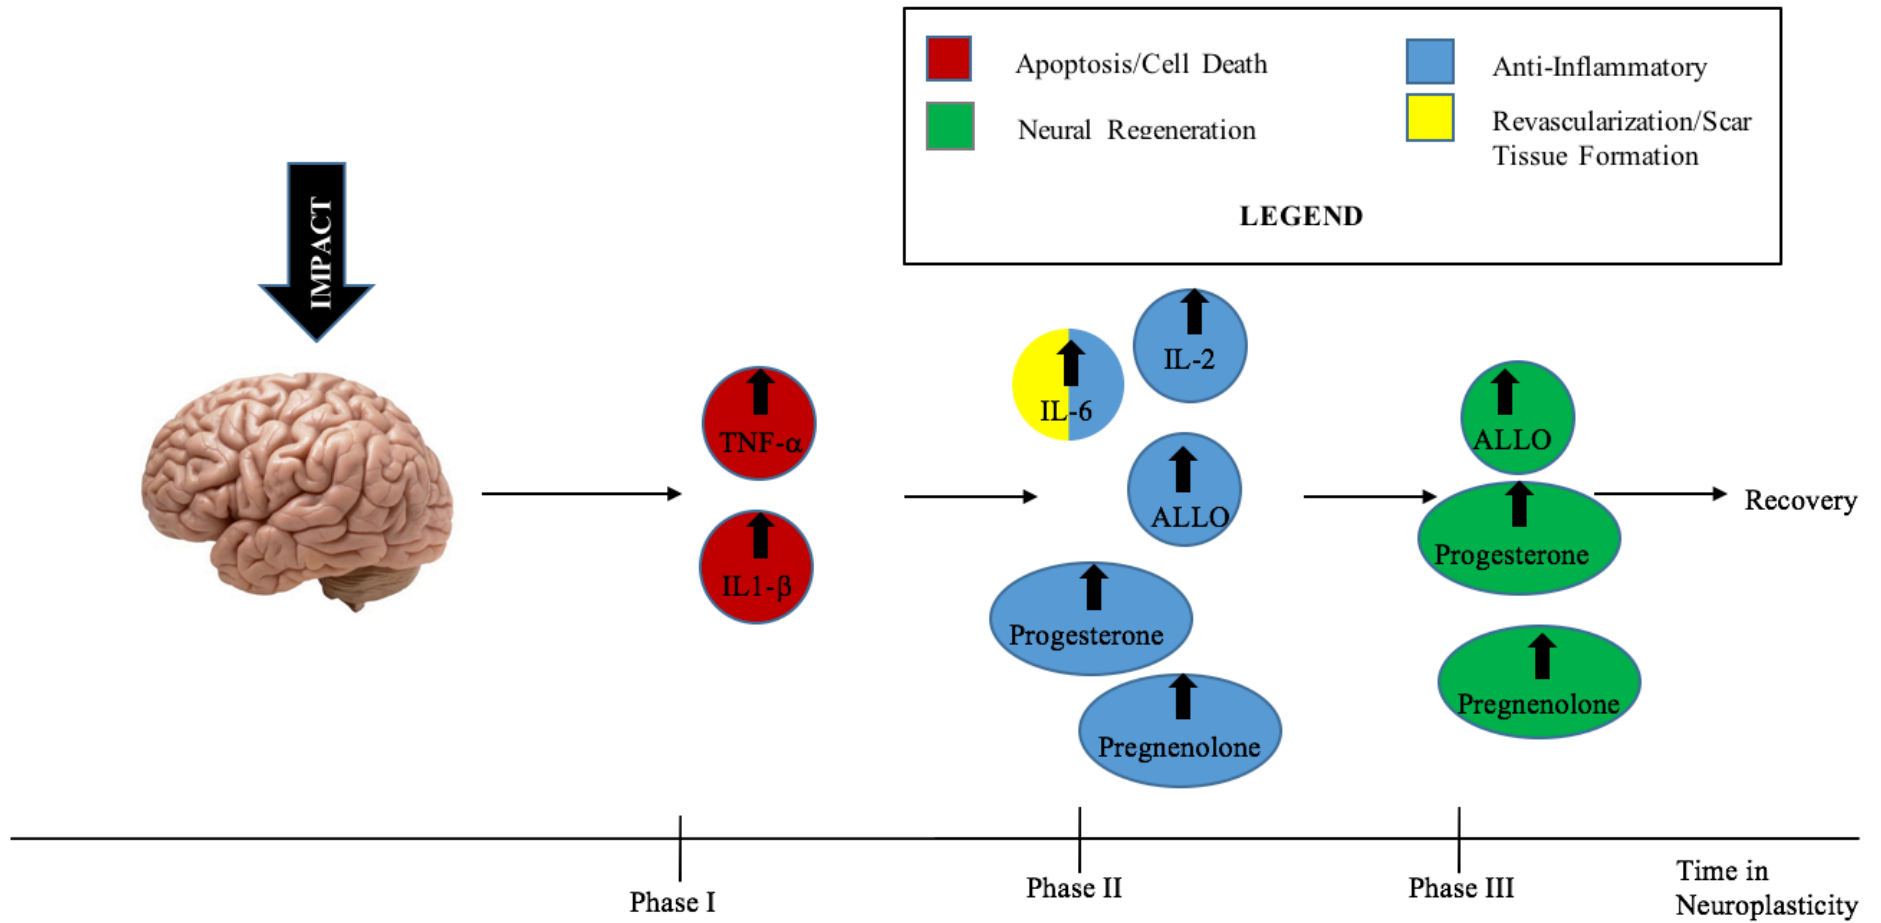 Apoptosis/Cell Death
Anti-Inflammatory
Neural Regeneration
Revascularization/Scar
Tissue Formation
LEGEND
IMPACT
TNF-α
IL1-β
IL-6
IL-2
ALLO
Progesterone
Pregnenolone
ALLO
Progesterone
Pregnenolone
Recovery
Phase I
Phase II
Phase III
Time in
Neuroplasticity